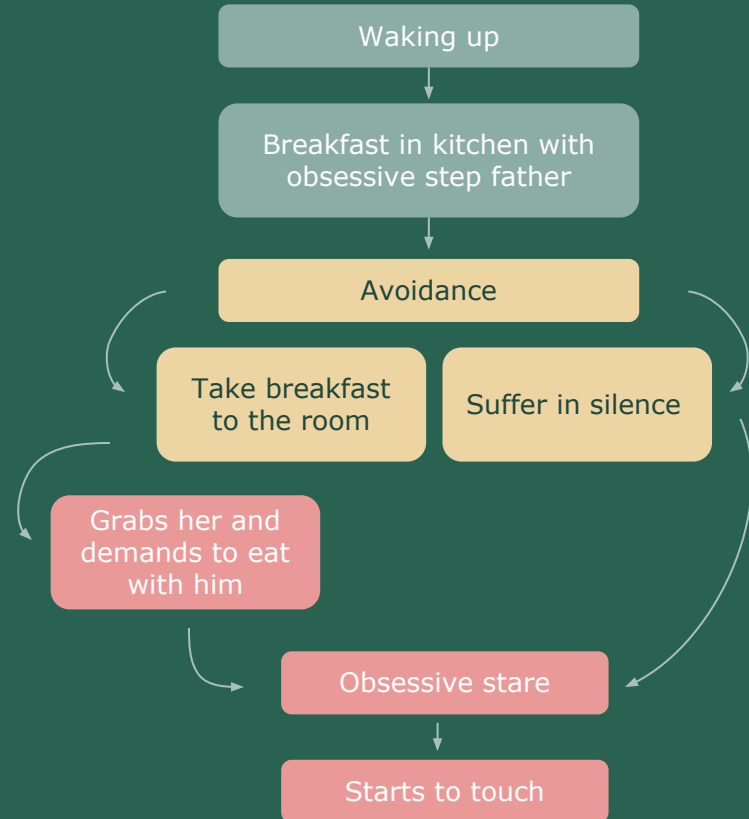 Waking up
Breakfast in kitchen with
obsessive step father
Avoidance
Take breakfast
to the room
Suffer in silence
Grabs her and
demands to eat
with him
Obsessive stare
Starts to touch